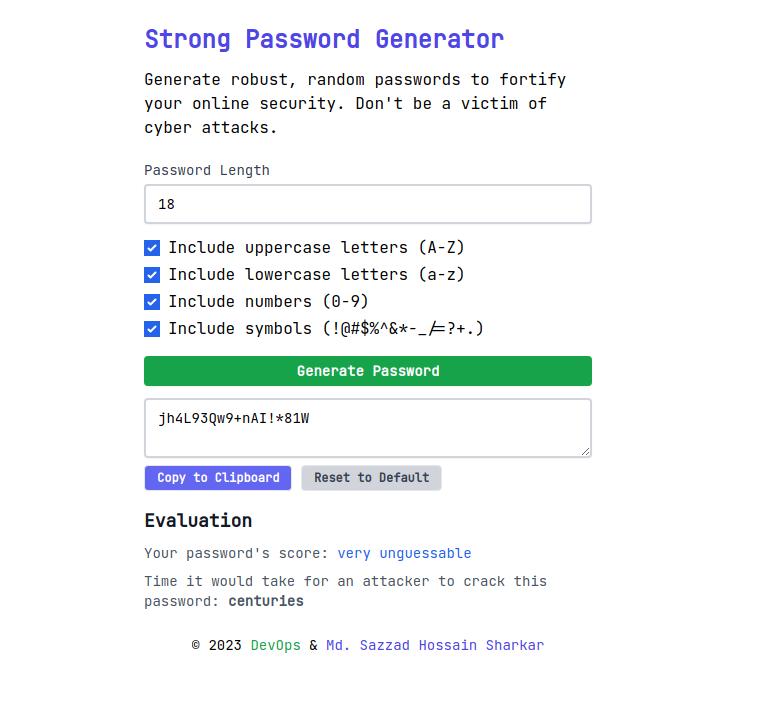 Strong Password Generator
Generate robust, random passwords to fortify
your online security. Don't be a victim of
cyber attacks.
Password Length
18
Include uppercase letters (A-Z)
Include lowercase letters (a-z)
Include numbers (0-9)
Include symbols (!@#$%^&*-_/=?+.)
Generate Password
jh4L93Qw9+nAI!*81W
Copy to Clipboard
Reset to Default
Evaluation
Your password's score: very unguessable
Time it would take for an attacker to crack this
password: centuries
© 2023 DevOps & Md. Sazzad Hossain Sharkar